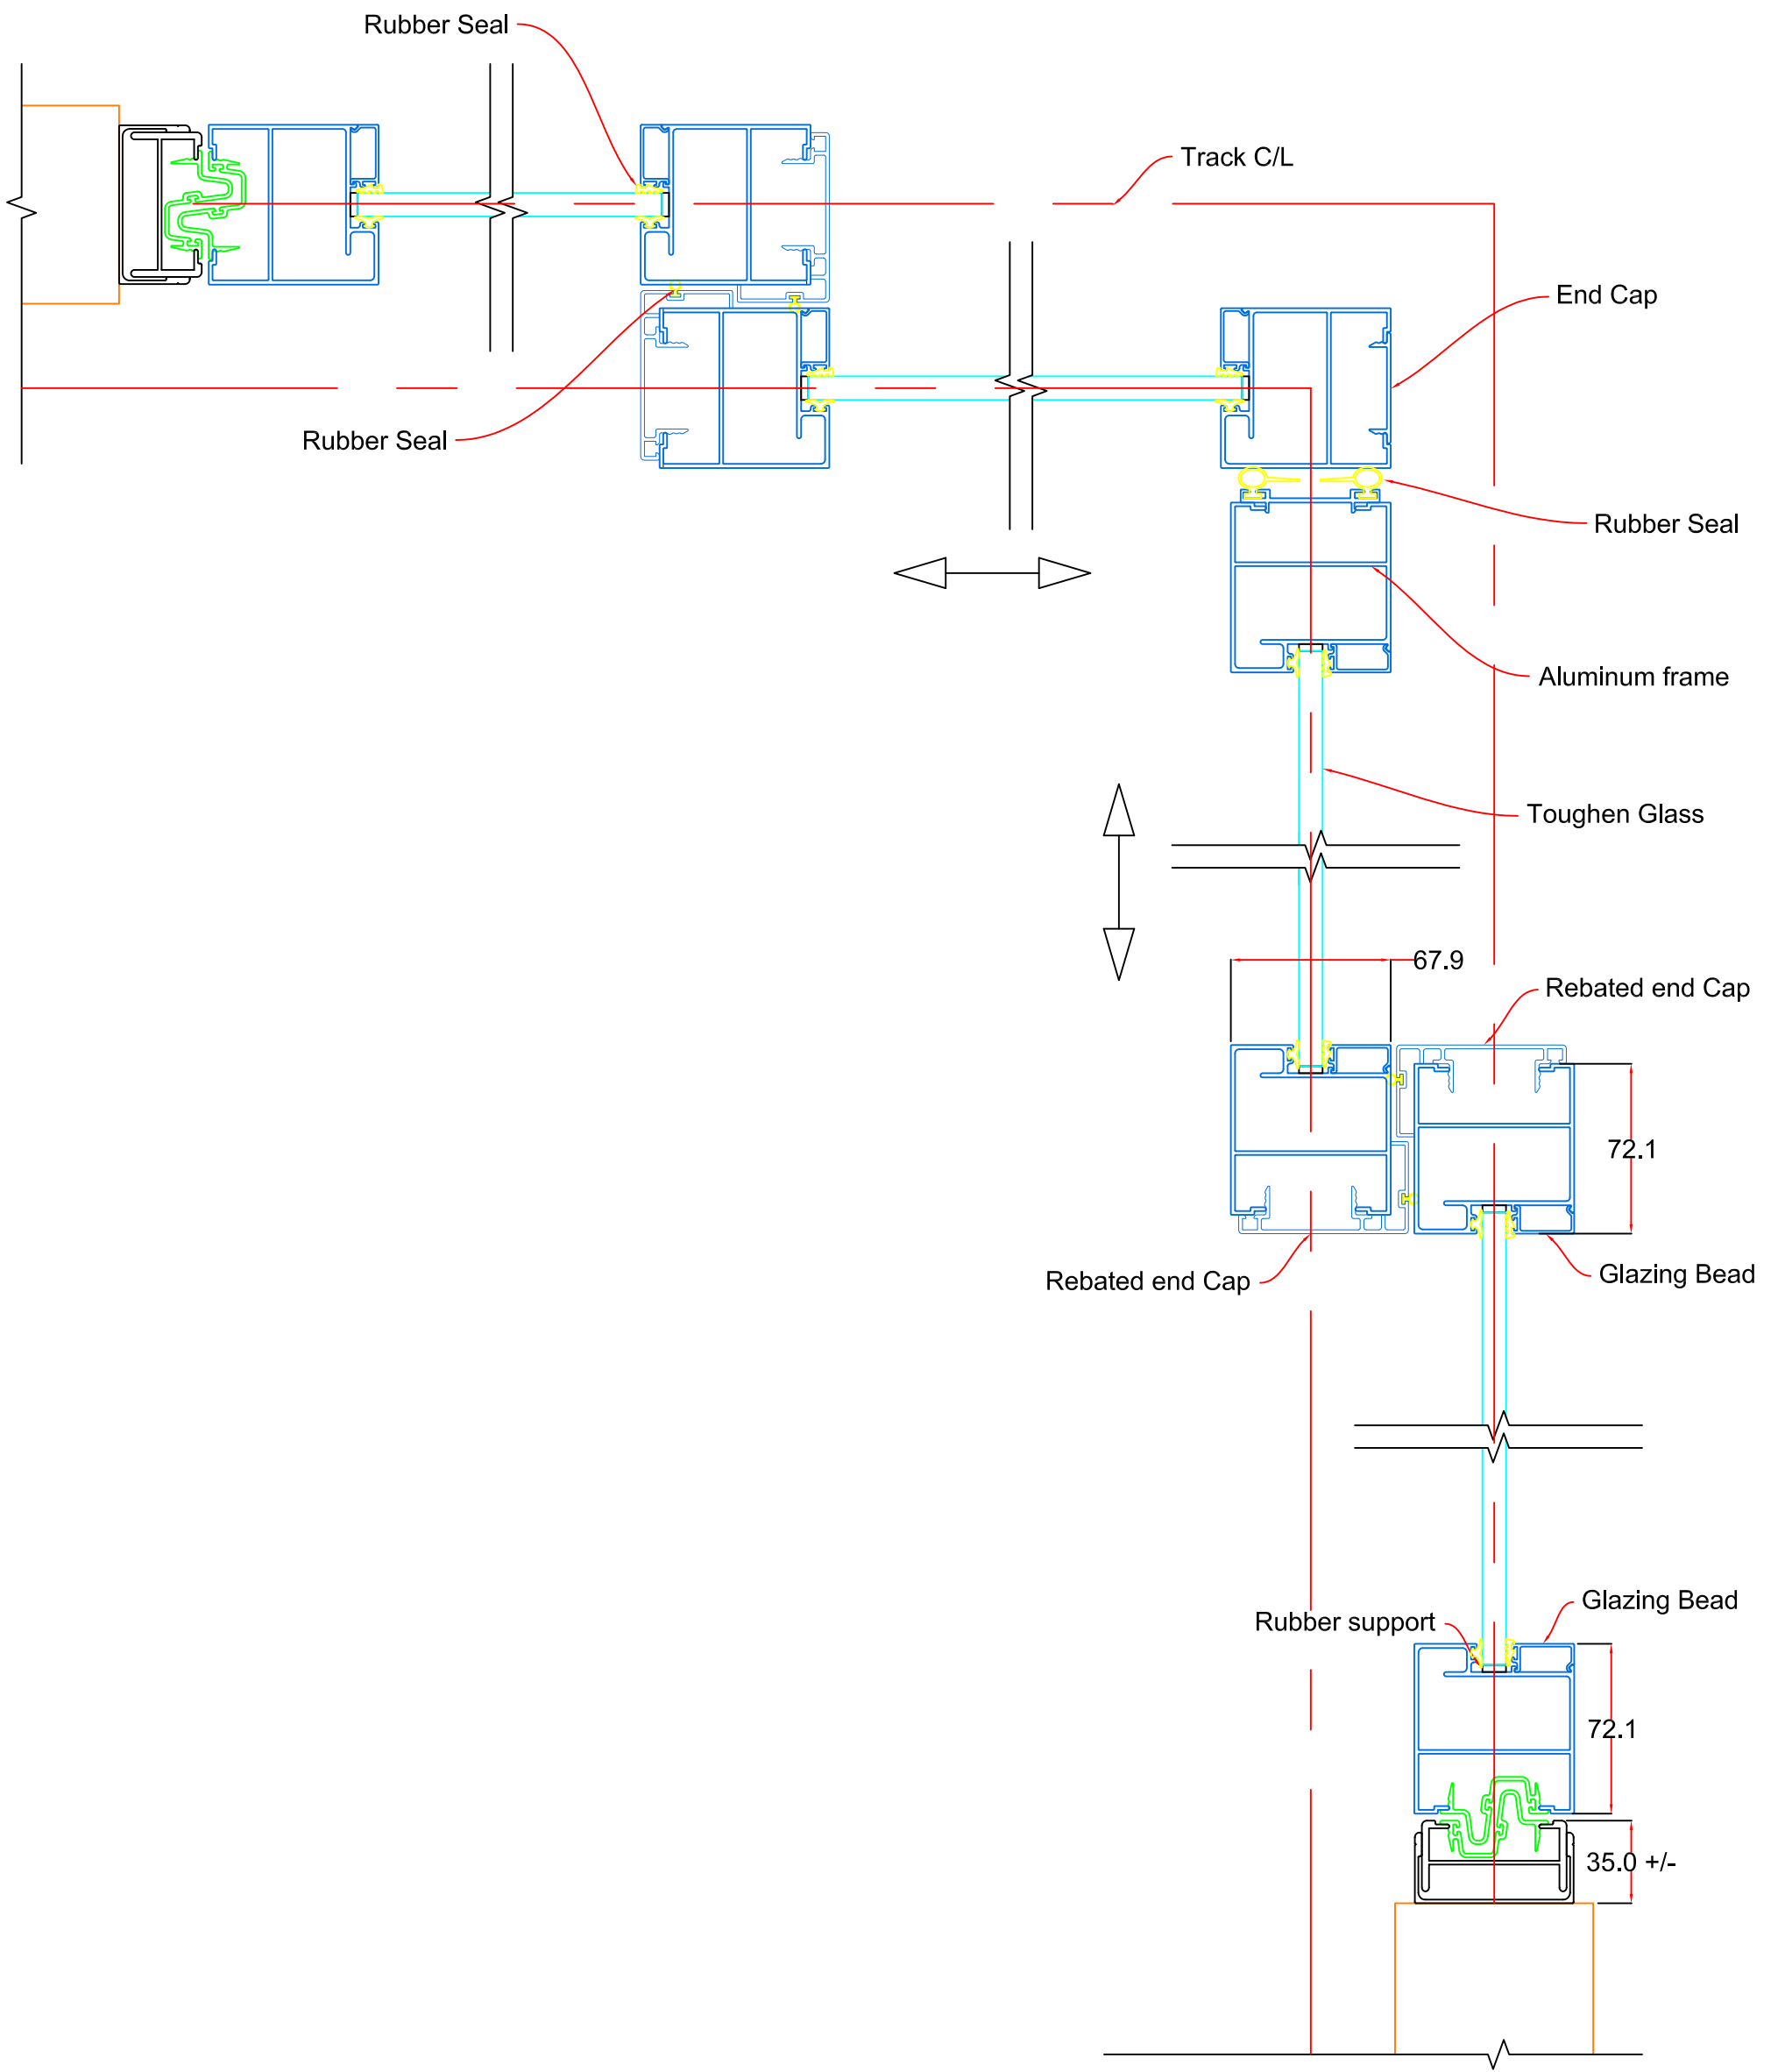 Rubber Seal
Track C/L
End Cap
Rubber Seal
Rubber Seal
Aluminum frame
Toughen Glass
67.9
Rebated end Cap
72.1
Glazing Bead
Rebated end Cap
Glazing Bead
Rubber support
72.1
35.0 +/-